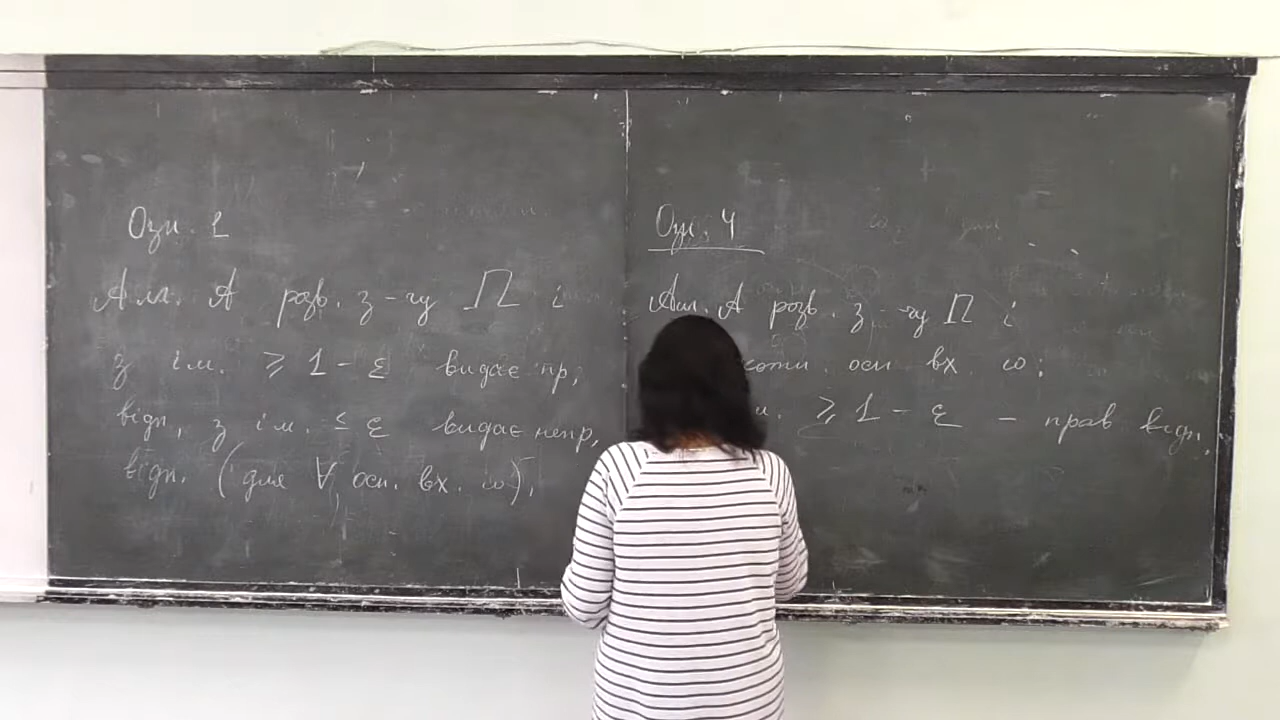 Озн. 1
Алг. A розв. з-чу П і
з ім. ≥ 1 - ε видає пр,
відп, з ім. ≤ ε видає непр,
відп. (для ∀ осн. вх. ω),
Озн. 4
Алг. A розв. з-чу П і
осн вх ω;
≥ 1 - ε - прав відп,